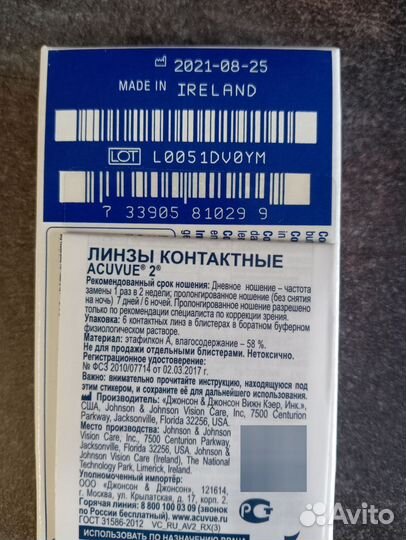 2021-08-25
MADE IN IRELAND
LOT L0051DV0YM
7 33905 81029 9
ЛИНЗЫ КОНТАКТНЫЕ
ACUVUE® 2®
Рекомендованный срок ношения: Дневное ношение – частота
замены 1 раз в 2 недели; пролонгированное ношение (без снятия
на ночь) 7 дней / 6 ночей. Пролонгированное ношение разрешено
только по рекомендации специалиста по коррекции зрения.
Упаковка: 6 контактных линз в блистерах в боратном буферном
физиологическом растворе.
Материал: этафилкон А, влагосодержание – 58 %.
Не для продажи отдельными блистерами. Нетоксично.
Регистрационное удостоверение:
№ ФСЗ 2010/07714 от 02.03.2017 г.
Важно: внимательно прочитайте инструкцию, находящуюся под
этим стикером, и сохраните её для дальнейшего использования.
Производитель: «Джонсон & Джонсон Вижн Кэер, Инк.»,
США, Johnson & Johnson Vision Care, Inc., 7500 Centurion
Parkway, Jacksonville, Florida 32256, USA.
Место производства: Johnson & Johnson
Vision Care, Inc., 7500 Centurion Parkway,
Jacksonville, Florida 32256, USA, Johnson &
Johnson Vision Care (Ireland), The National
Technology Park, Limerick, Ireland.
Уполномоченный импортер:
ООО «Джонсон & Джонсон», 121614,
г. Москва, ул. Крылатская, д. 17, корп. 2.
Горячая линия: 8 800 100 03 09 (звонок по
России бесплатный). www.acuvue.ru
ГОСТ 31586-2012 VC_RU_AV2_RX(3)
ИСПОЛЬЗОВАТЬ ПО НАЗНАЧЕНИЮ
Avito